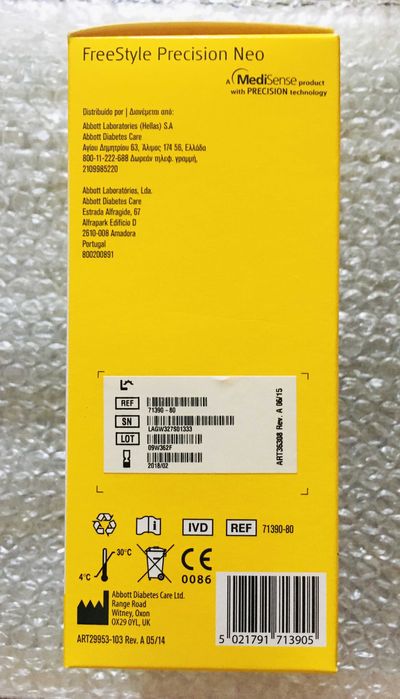 FreeStyle Precision Neo
A MediSense product
with PRECISION technology
Distribuído por | Διανέμεται από:
Abbott Laboratories (Hellas) S.A
Abbott Diabetes Care
Αγίου Δημητρίου 63, Άλιμος 174 56, Ελλάδα
800-11-222-688 Δωρεάν τηλεφ. γραμμή,
2109985220
Abbott Laboratórios, Lda.
Abbott Diabetes Care
Estrada Alfragide, 67
Alfrapark Edifício D
2610-008 Amadora
Portugal
800200891
REF
71390-80
SN
LAGW327S01333
LOT
09W362F
2018/02
ART36308 Rev. A 06/15
IVD
REF 71390-80
4°C
30°C
CE
0086
Abbott Diabetes Care Ltd.
Range Road
Witney, Oxon
OX29 0YL, UK
ART29953-103 Rev. A 05/14
5 021791 713905